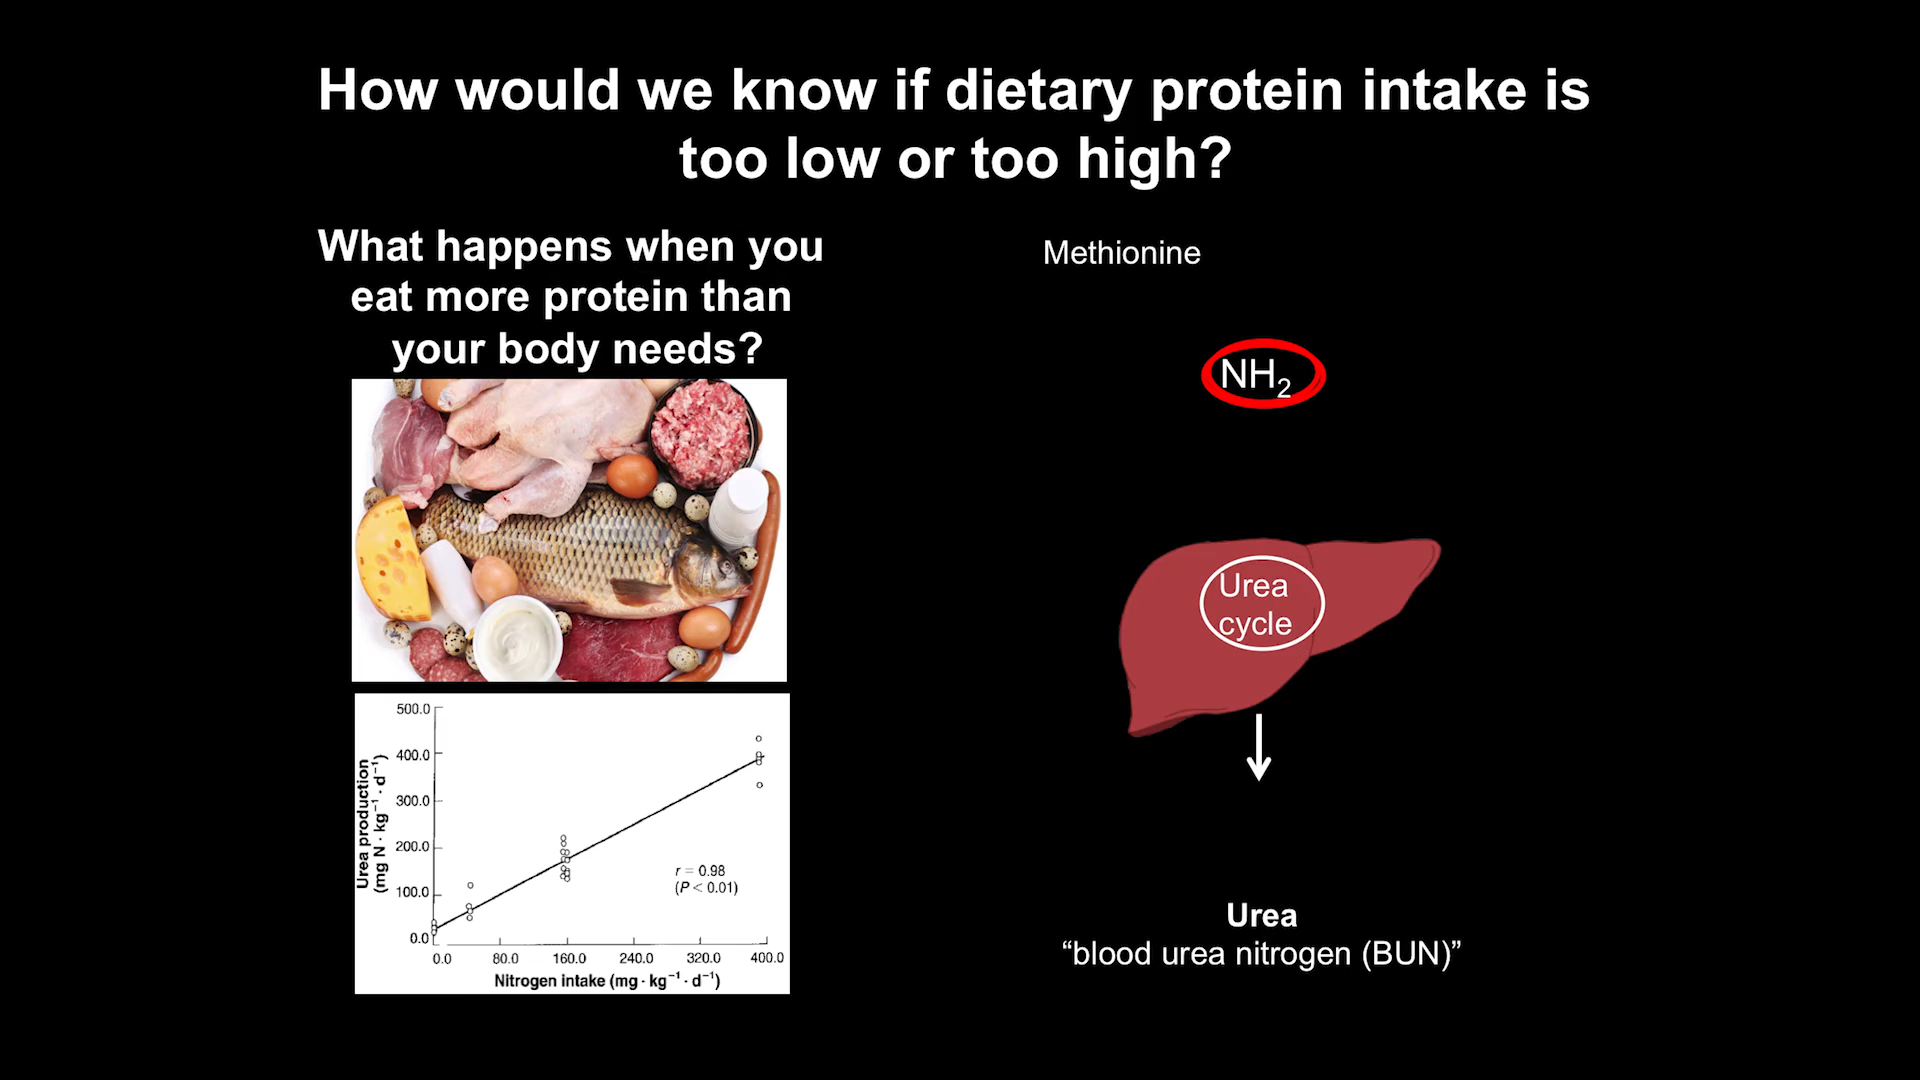 How would we know if dietary protein intake is
too low or too high?
What happens when you
eat more protein than
your body needs?
Methionine
NH₂
Urea
cycle
500.0
400.0
300.0
200.0
100.0
0.0
Urea production
(mg N · kg⁻¹ · d⁻¹)
r = 0.98
(P < 0.01)
0.0 80.0 160.0 240.0 320.0 400.0
Nitrogen intake (mg · kg⁻¹ · d⁻¹)
Urea
“blood urea nitrogen (BUN)”